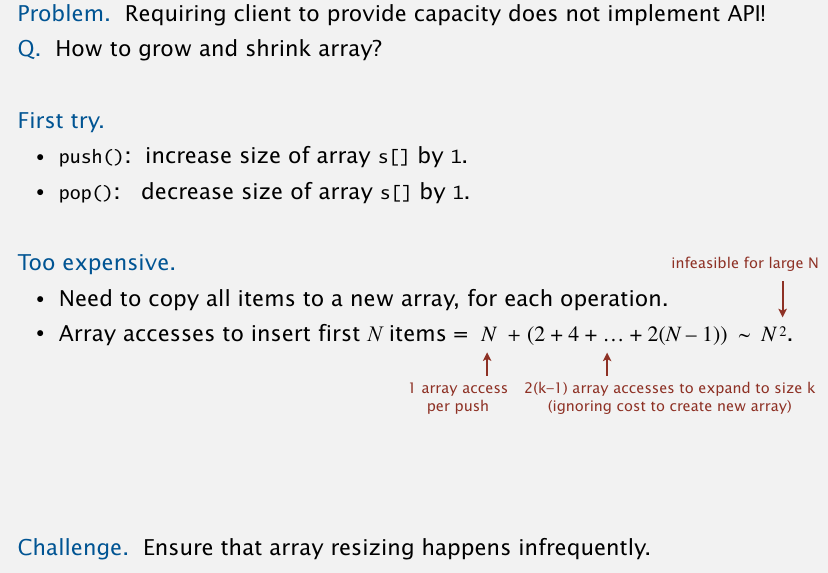 Problem. Requiring client to provide capacity does not implement API!
Q. How to grow and shrink array?
First try.
• push(): increase size of array s[] by 1.
• pop(): decrease size of array s[] by 1.
Too expensive.
infeasible for large N
• Need to copy all items to a new array, for each operation.
• Array accesses to insert first N items = N + (2 + 4 + … + 2(N – 1)) ~ N².
1 array access
per push
2(k–1) array accesses to expand to size k
(ignoring cost to create new array)
Challenge. Ensure that array resizing happens infrequently.